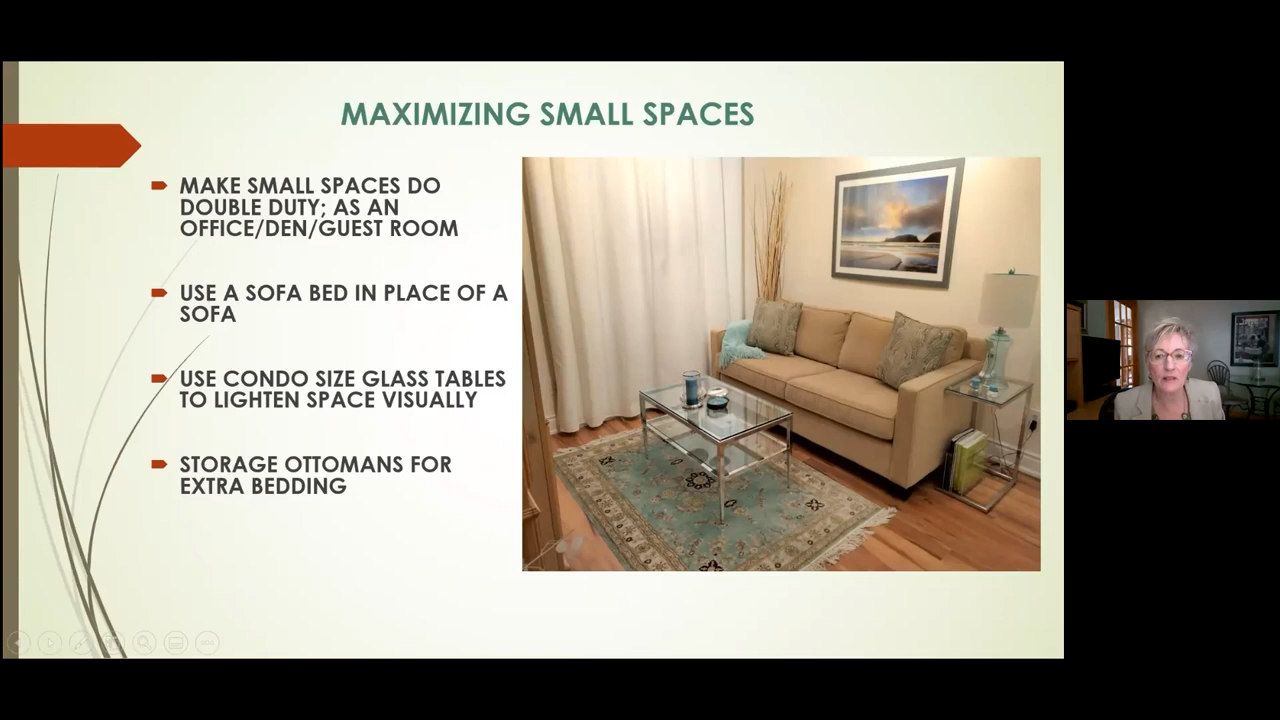 MAXIMIZING SMALL SPACES
MAKE SMALL SPACES DO
DOUBLE DUTY; AS AN
OFFICE/DEN/GUEST ROOM
USE A SOFA BED IN PLACE OF A
SOFA
USE CONDO SIZE GLASS TABLES
TO LIGHTEN SPACE VISUALLY
STORAGE OTTOMANS FOR
EXTRA BEDDING